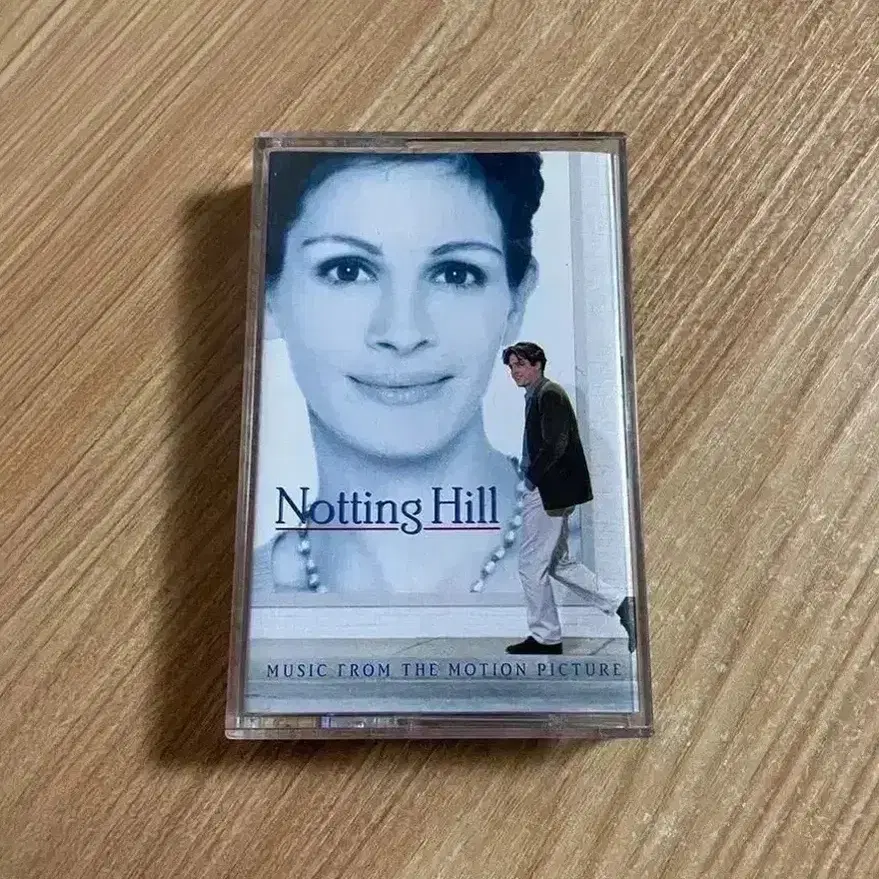 Notting Hill
MUSIC FROM THE MOTION PICTURE